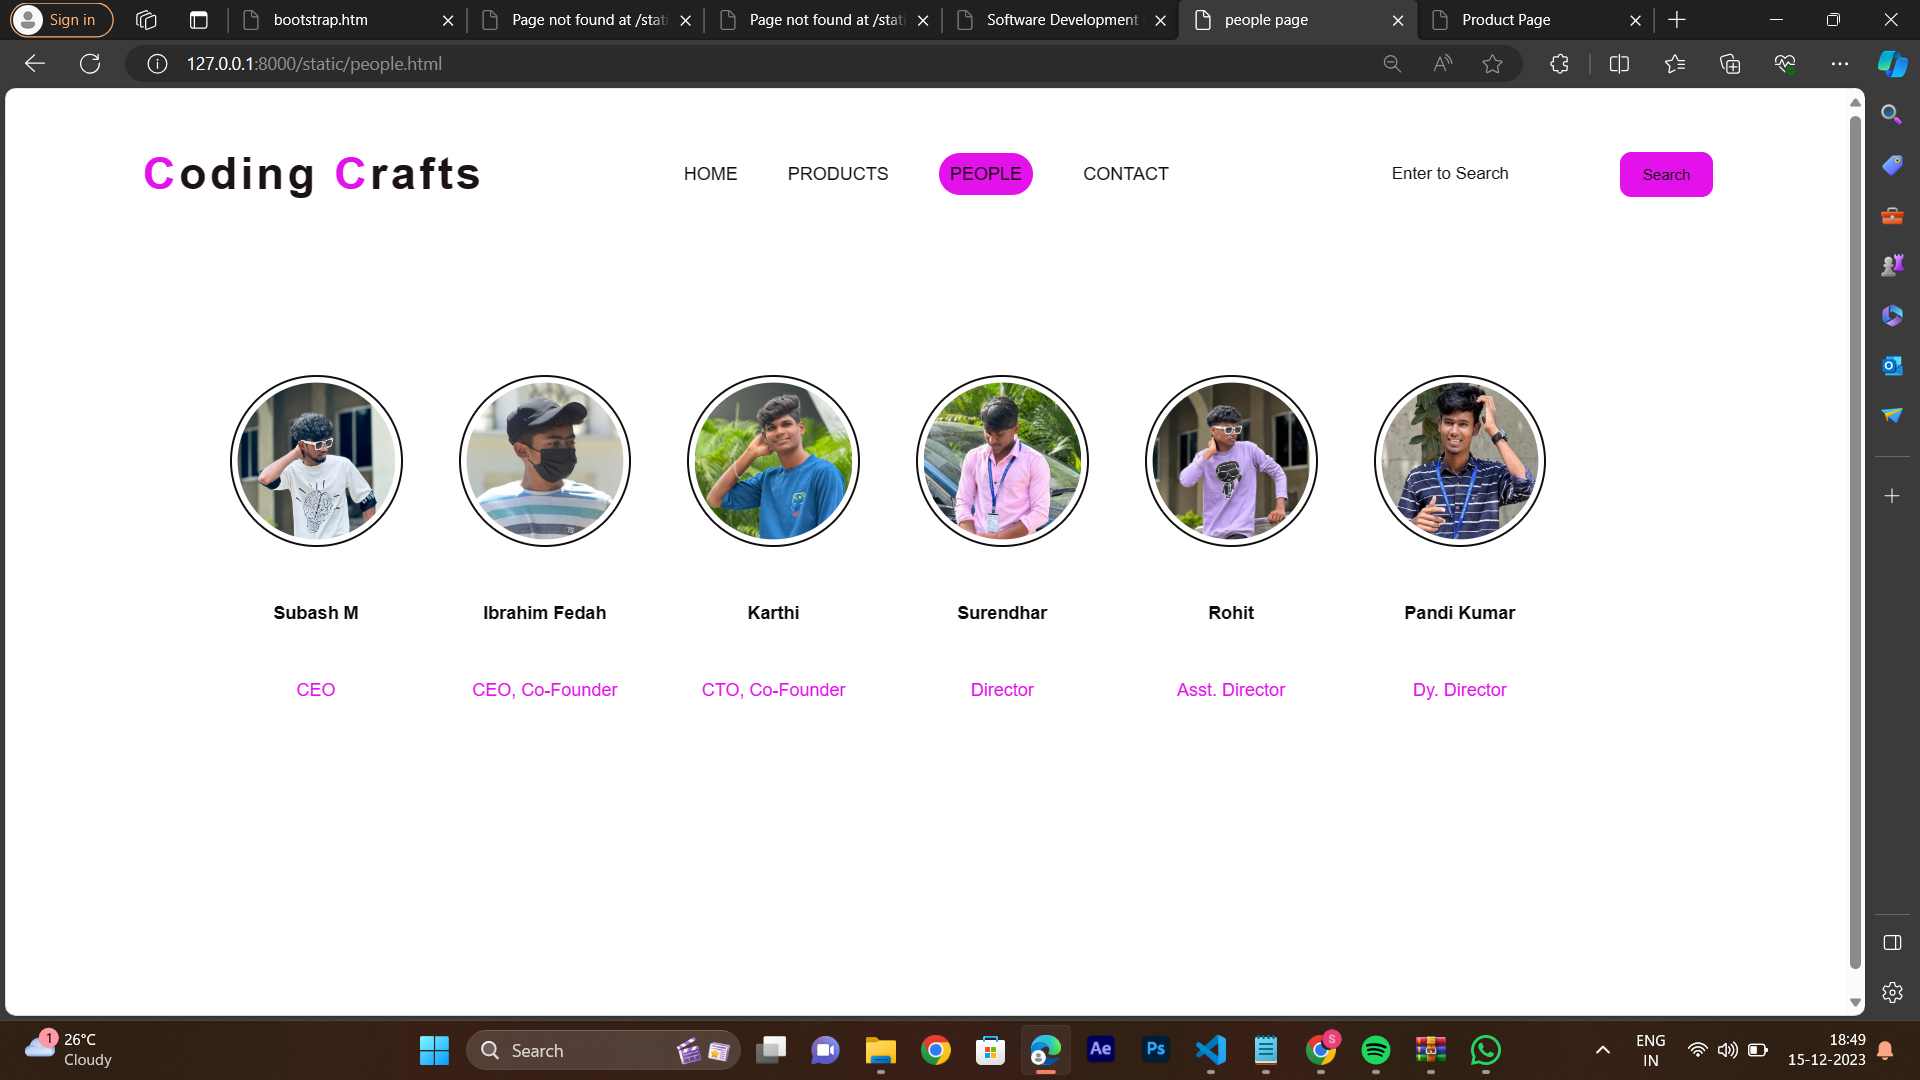 Sign in
bootstrap.htm
Page not found at /stati
Page not found at /stati
Software Development
people page
Product Page
127.0.0.1:8000/static/people.html
Coding Crafts
HOME
PRODUCTS
PEOPLE
CONTACT
Enter to Search
Search
Subash M
Ibrahim Fedah
Karthi
Surendhar
Rohit
Pandi Kumar
CEO
CEO, Co-Founder
CTO, Co-Founder
Director
Asst. Director
Dy. Director
1
26°C
Cloudy
Search
Ae
Ps
S
ENG
IN
18:49
15-12-2023